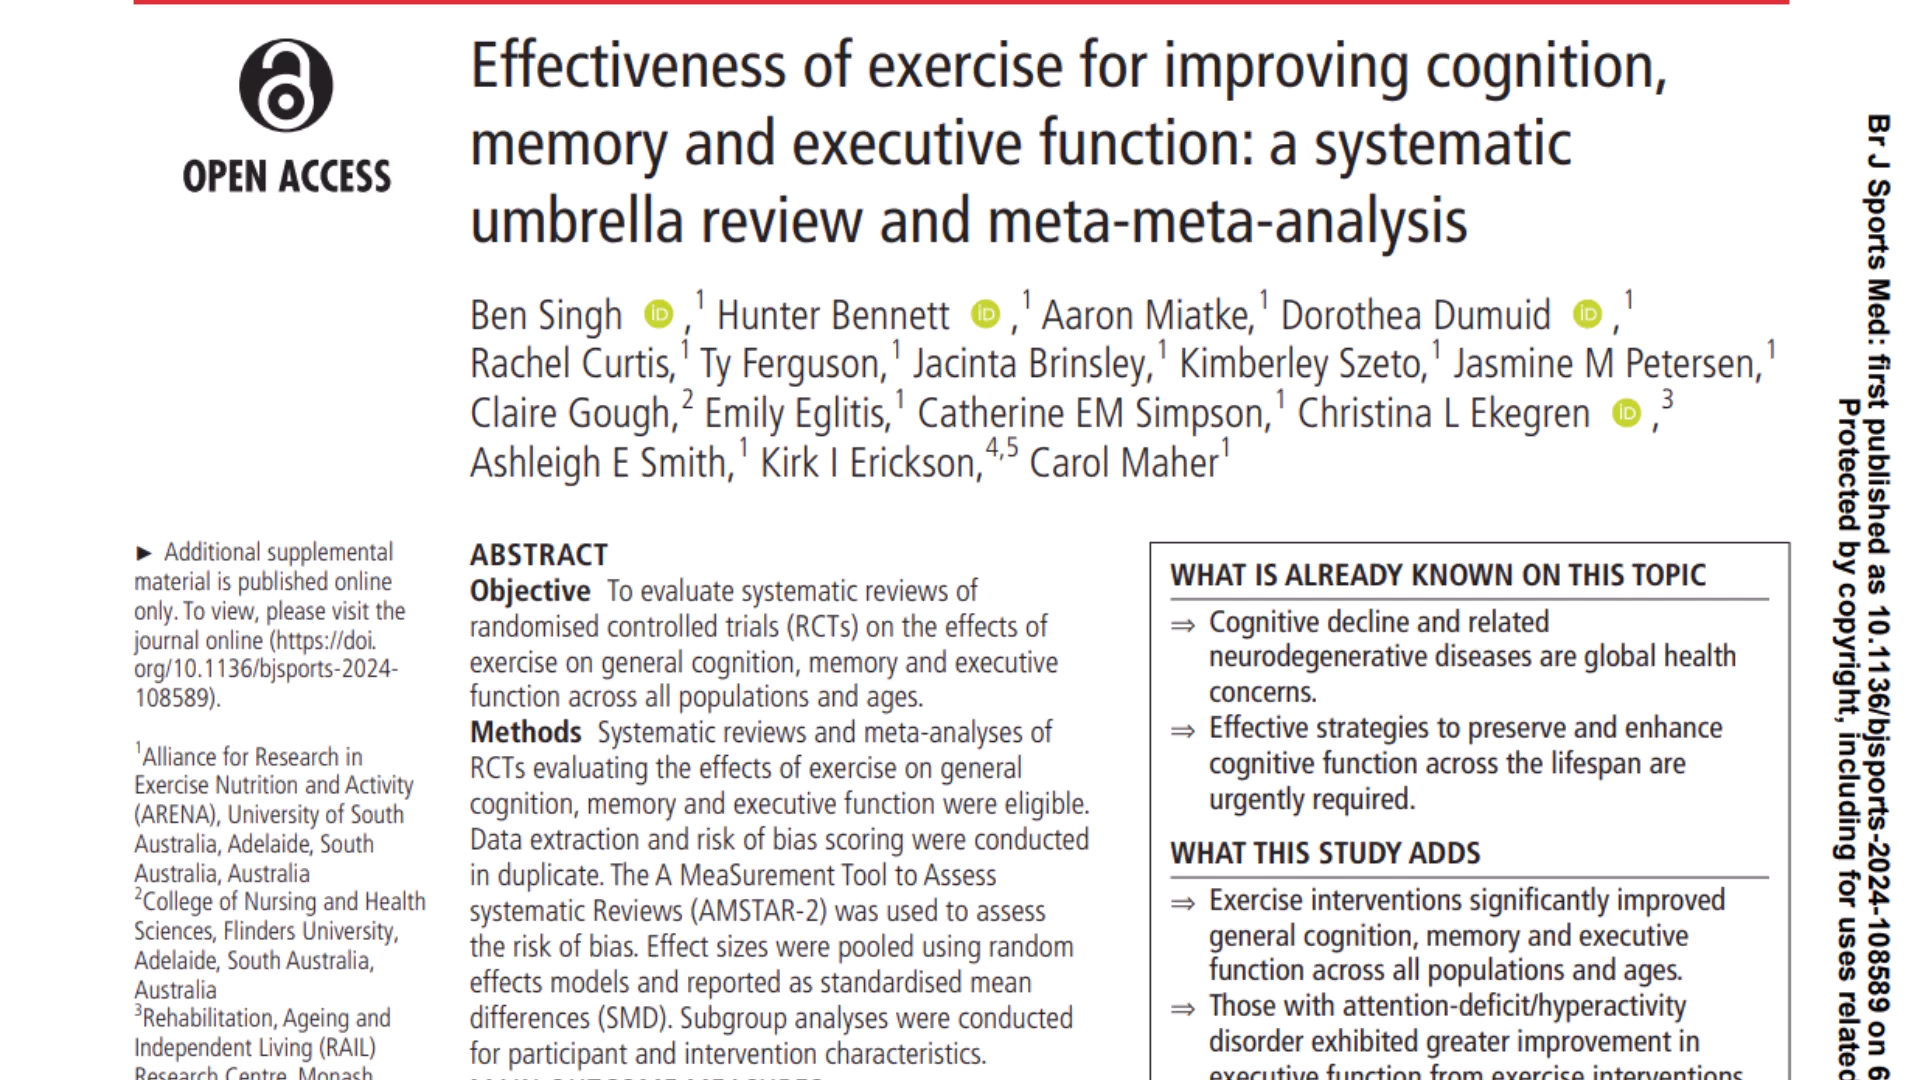 OPEN ACCESS
Effectiveness of exercise for improving cognition,
memory and executive function: a systematic
umbrella review and meta-meta-analysis
Ben Singh iD ,1 Hunter Bennett iD ,1 Aaron Miatke,1 Dorothea Dumuid iD ,1
Rachel Curtis,1 Ty Ferguson,1 Jacinta Brinsley,1 Kimberley Szeto,1 Jasmine M Petersen,1
Claire Gough,2 Emily Eglitis,1 Catherine EM Simpson,1 Christina L Ekegren iD ,3
Ashleigh E Smith,1 Kirk I Erickson,4,5 Carol Maher1
► Additional supplemental
material is published online
only. To view, please visit the
journal online (https://doi.
org/10.1136/bjsports-2024-
108589).
1Alliance for Research in
Exercise Nutrition and Activity
(ARENA), University of South
Australia, Adelaide, South
Australia, Australia
2College of Nursing and Health
Sciences, Flinders University,
Adelaide, South Australia,
Australia
3Rehabilitation, Ageing and
Independent Living (RAIL)
Research Centre, Monash
ABSTRACT
Objective To evaluate systematic reviews of
randomised controlled trials (RCTs) on the effects of
exercise on general cognition, memory and executive
function across all populations and ages.
Methods Systematic reviews and meta-analyses of
RCTs evaluating the effects of exercise on general
cognition, memory and executive function were eligible.
Data extraction and risk of bias scoring were conducted
in duplicate. The A MeaSurement Tool to Assess
systematic Reviews (AMSTAR-2) was used to assess
the risk of bias. Effect sizes were pooled using random
effects models and reported as standardised mean
differences (SMD). Subgroup analyses were conducted
for participant and intervention characteristics.
WHAT IS ALREADY KNOWN ON THIS TOPIC
⇒ Cognitive decline and related
neurodegenerative diseases are global health
concerns.
⇒ Effective strategies to preserve and enhance
cognitive function across the lifespan are
urgently required.
WHAT THIS STUDY ADDS
⇒ Exercise interventions significantly improved
general cognition, memory and executive
function across all populations and ages.
⇒ Those with attention-deficit/hyperactivity
disorder exhibited greater improvement in
executive function from exercise interventions
Br J Sports Med: first published as 10.1136/bjsports-2024-108589 on 6
Protected by copyright, including for uses related